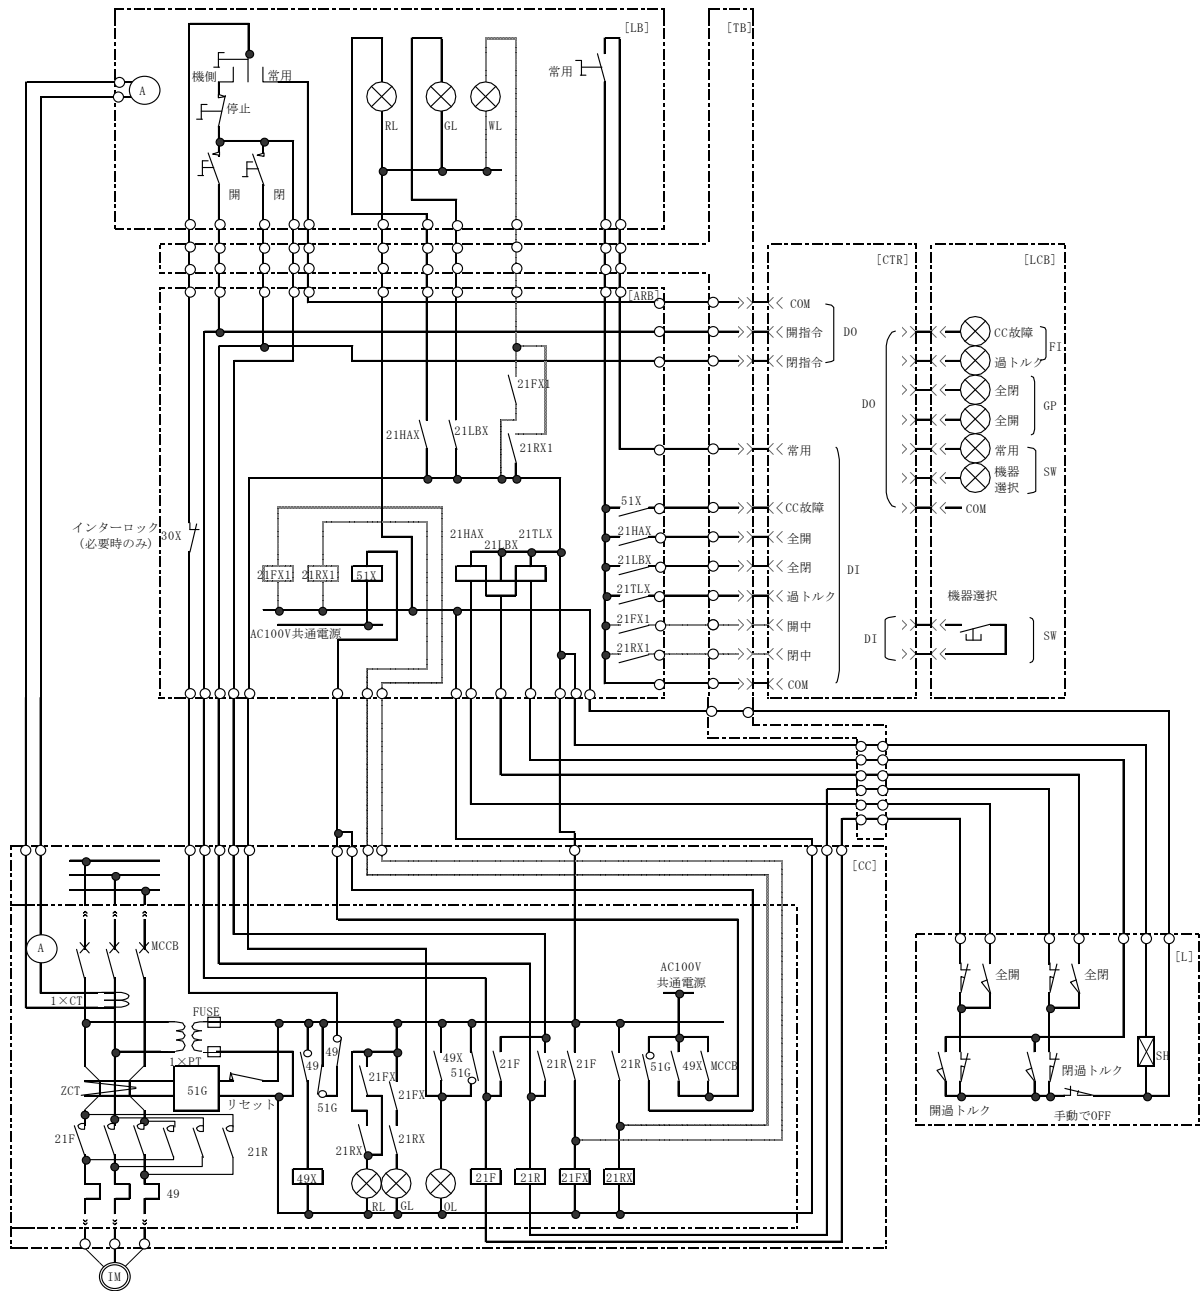 [LB]
[TB]
機側
常用
常用
A
停止
RL
GL
WL
開
閉
[CTR]
[LCB]
[ARB]
COM
開指令
DO
閉指令
CC故障
過トルク
FI
全閉
DO
GP
全開
21FX1
21HAX
21LBX
21RX1
常用
常用
機器
選択
SW
51X
CC故障
COM
インターロック
(必要時のみ)
30X
21HAX
21LBX
21TLX
21HAX
全開
21LBX
全閉
DI
21FX1
21RX1
51X
21TLX
過トルク
機器選択
AC100V共通電源
21FX1
開中
DI
SW
21RX1
閉中
COM
[CC]
A
MCCB
[L]
AC100V
共通電源
全開
全閉
1×CT
FUSE
1×PT
49
49
49X
51G
21F
21R
21F
21R
51G
49X
MCCB
SH
ZCT
51G
リセット
51G
21FX
21FX
閉過トルク
開過トルク
手動でOFF
21F
21R
21RX
21RX
49X
21F
21R
21FX
21RX
49
RL
GL
OL
IM